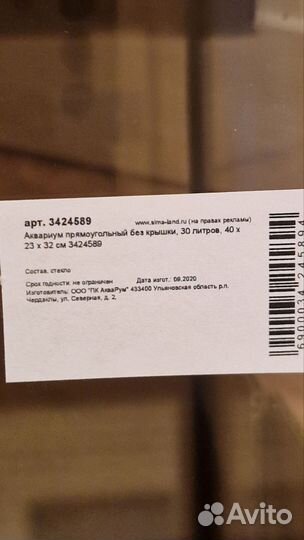 арт. 3424589 www.sima-land.ru (на правах рекламы)
Аквариум прямоугольный без крышки, 30 литров, 40 х
23 х 32 см 3424589
Состав. стекло
Срок годности: не ограничен Дата изгот.: 09.2020
Изготовитель: ООО "ПК АкваРум" 433400 Ульяновская область р.п.
Чердаклы, ул. Северная, д. 2,
6920034245894
Avito